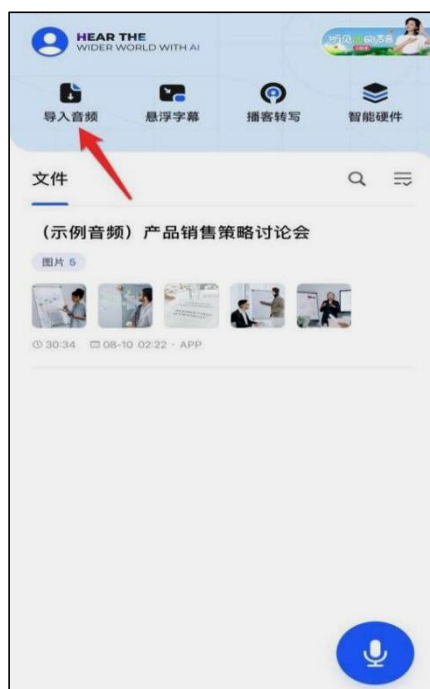 HEAR THE
WIDER WORLD WITH AI
导入音频
悬浮字幕
播客转写
智能硬件
文件
（示例音频）产品销售策略讨论会
图片 5
30:34 08-10 02:22 · APP